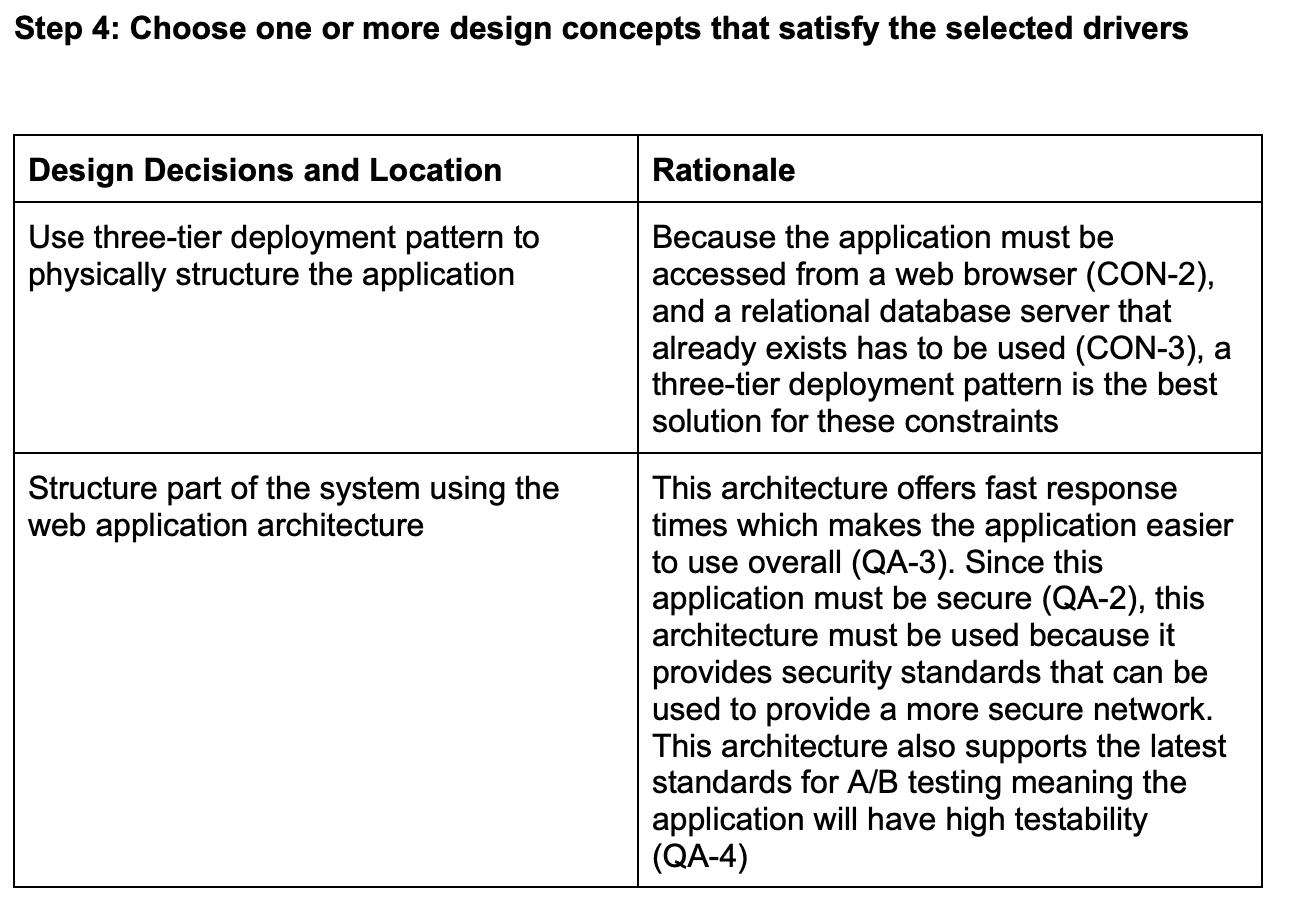 Step 4: Choose one or more design concepts that satisfy the selected drivers
Design Decisions and Location
Rationale
Use three-tier deployment pattern to
physically structure the application
Because the application must be
accessed from a web browser (CON-2),
and a relational database server that
already exists has to be used (CON-3), a
three-tier deployment pattern is the best
solution for these constraints
Structure part of the system using the
web application architecture
This architecture offers fast response
times which makes the application easier
to use overall (QA-3). Since this
application must be secure (QA-2), this
architecture must be used because it
provides security standards that can be
used to provide a more secure network.
This architecture also supports the latest
standards for A/B testing meaning the
application will have high testability
(QA-4)